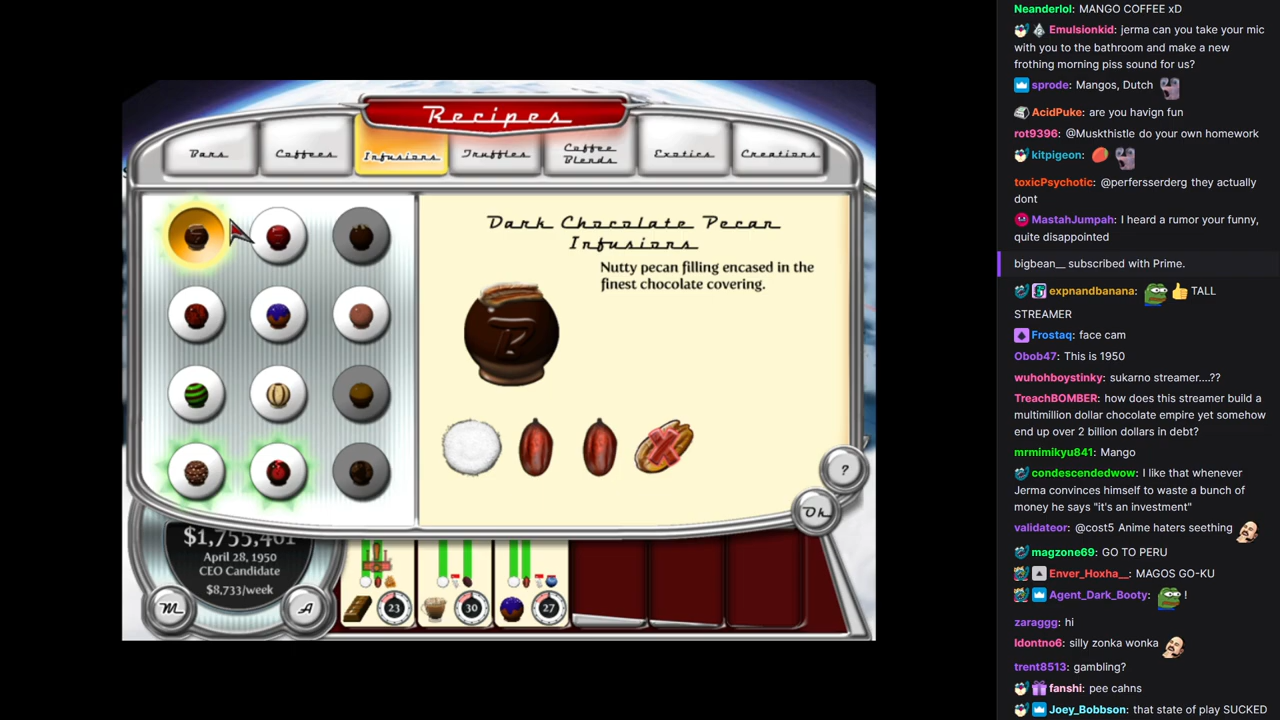 Recipes
Bars
Coffees
Infusions
Truffles
Coffee
Blends
Exotics
Creations
Dark Chocolate Pecan
Infusions
Nutty pecan filling encased in the
finest chocolate covering.
?
Ok
$1,755,461
April 28, 1950
CEO Candidate
$8,733/week
M
A
23
30
27
Neanderlol: MANGO COFFEE xD
Emulsionkid: jerma can you take your mic
with you to the bathroom and make a new
frothing morning piss sound for us?
sprode: Mangos, Dutch
AcidPuke: are you havign fun
rot9396: @Muskthistle do your own homework
kitpigeon:
toxicPsychotic: @perfersserderg they actually
dont
MastahJumpah: I heard a rumor your funny,
quite disappointed
bigbean__ subscribed with Prime.
expnandbanana: TALL
STREAMER
Frostaq: face cam
Obob47: This is 1950
wuhohboystinky: sukarno streamer....??
TreachBOMBER: how does this streamer build a
multimillion dollar chocolate empire yet somehow
end up over 2 billion dollars in debt?
mrmimikyu841: Mango
condescendedwow: I like that whenever
Jerma convinces himself to waste a bunch of
money he says "it's an investment"
validateor: @cost5 Anime haters seething
magzone69: GO TO PERU
Enver_Hoxha__: MAGOS GO-KU
Agent_Dark_Booty: !
zaraggg: hi
Idontno6: silly zonka wonka
trent8513: gambling?
fanshi: pee cahns
Joey_Bobbson: that state of play SUCKED